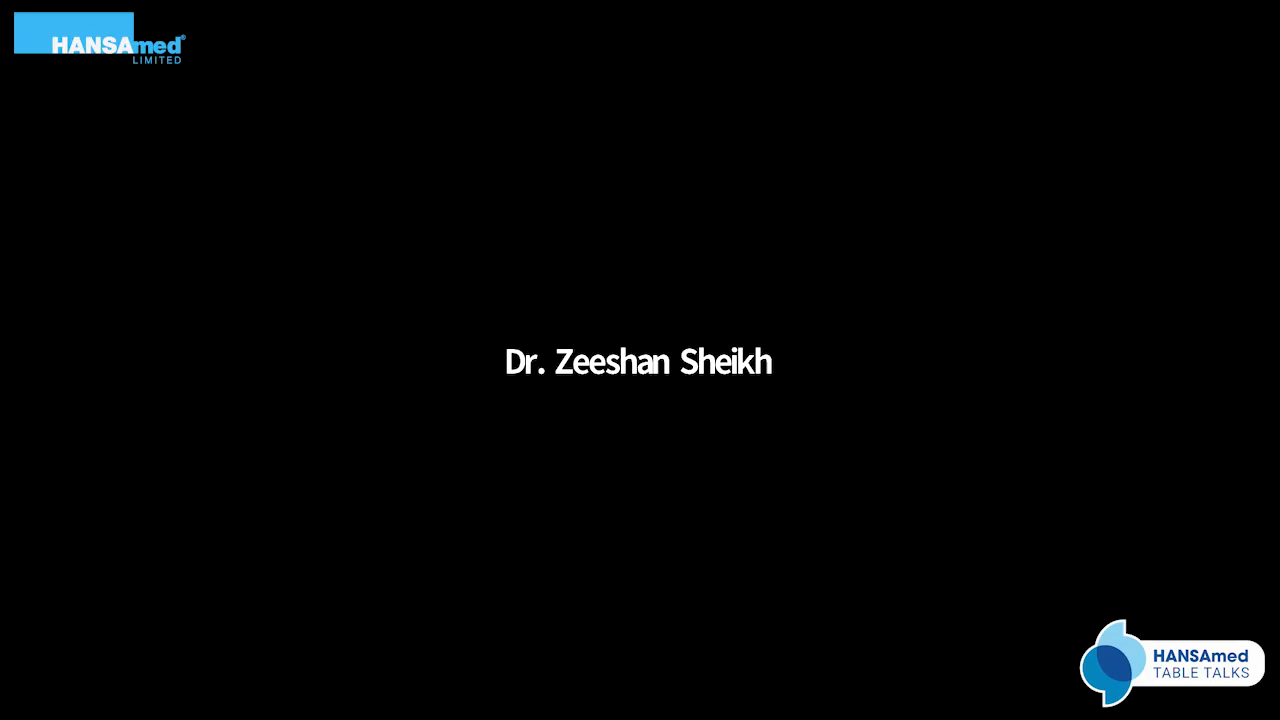 HANSAmed®
LIMITED
Dr. Zeeshan Sheikh
HANSAmed
TABLE TALKS